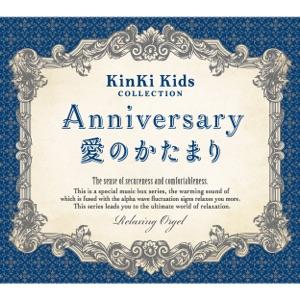 KinKi Kids
COLLECTION
Anniversary
愛のかたまり
The sense of secureness and comfortableness.
This is a special music box series, the warming sound of
which is fused with the alpha wave fluctuation signs relaxes you more.
This series leads you to the ultimate world of relaxation.
Relaxing Orgel